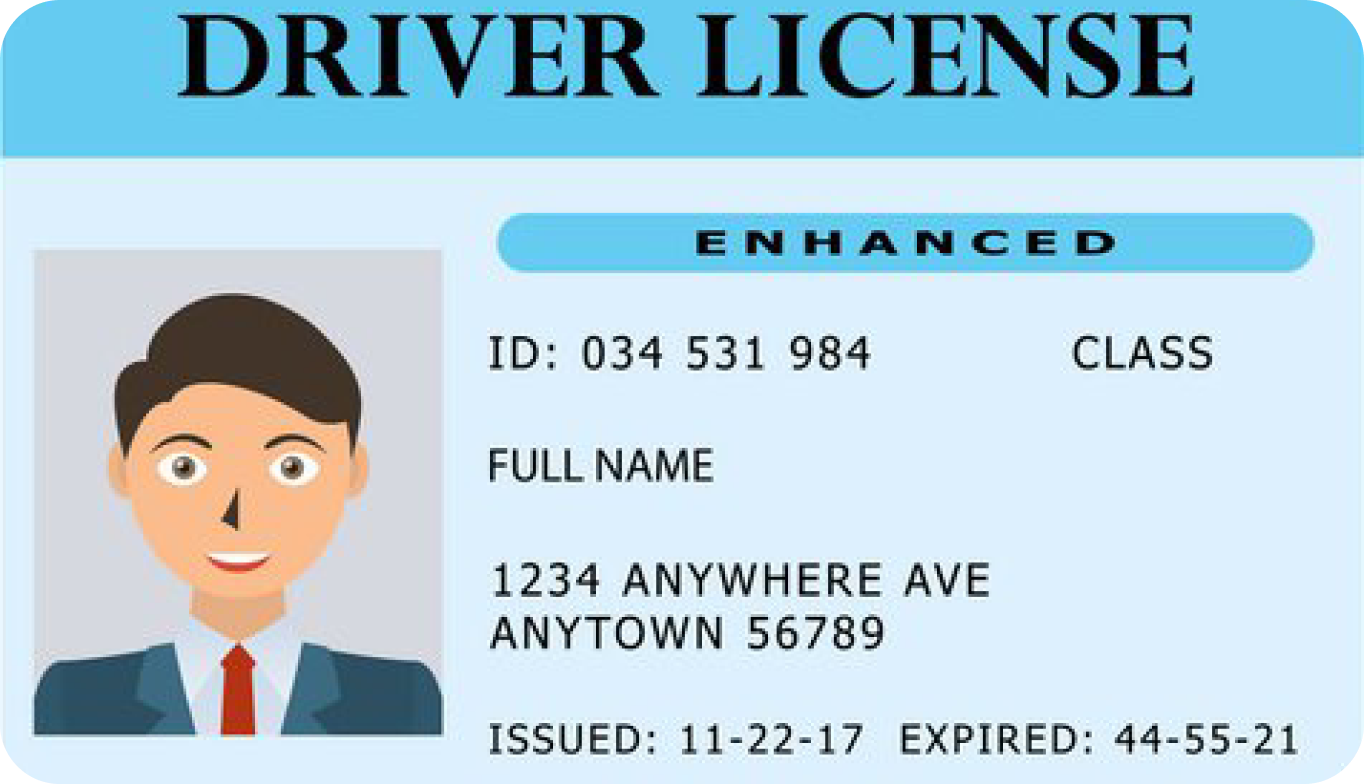 DRIVER LICENSE
ENHANCED
ID: 034 531 984 CLASS
FULL NAME
1234 ANYWHERE AVE
ANYTOWN 56789
ISSUED: 11-22-17 EXPIRED: 44-55-21